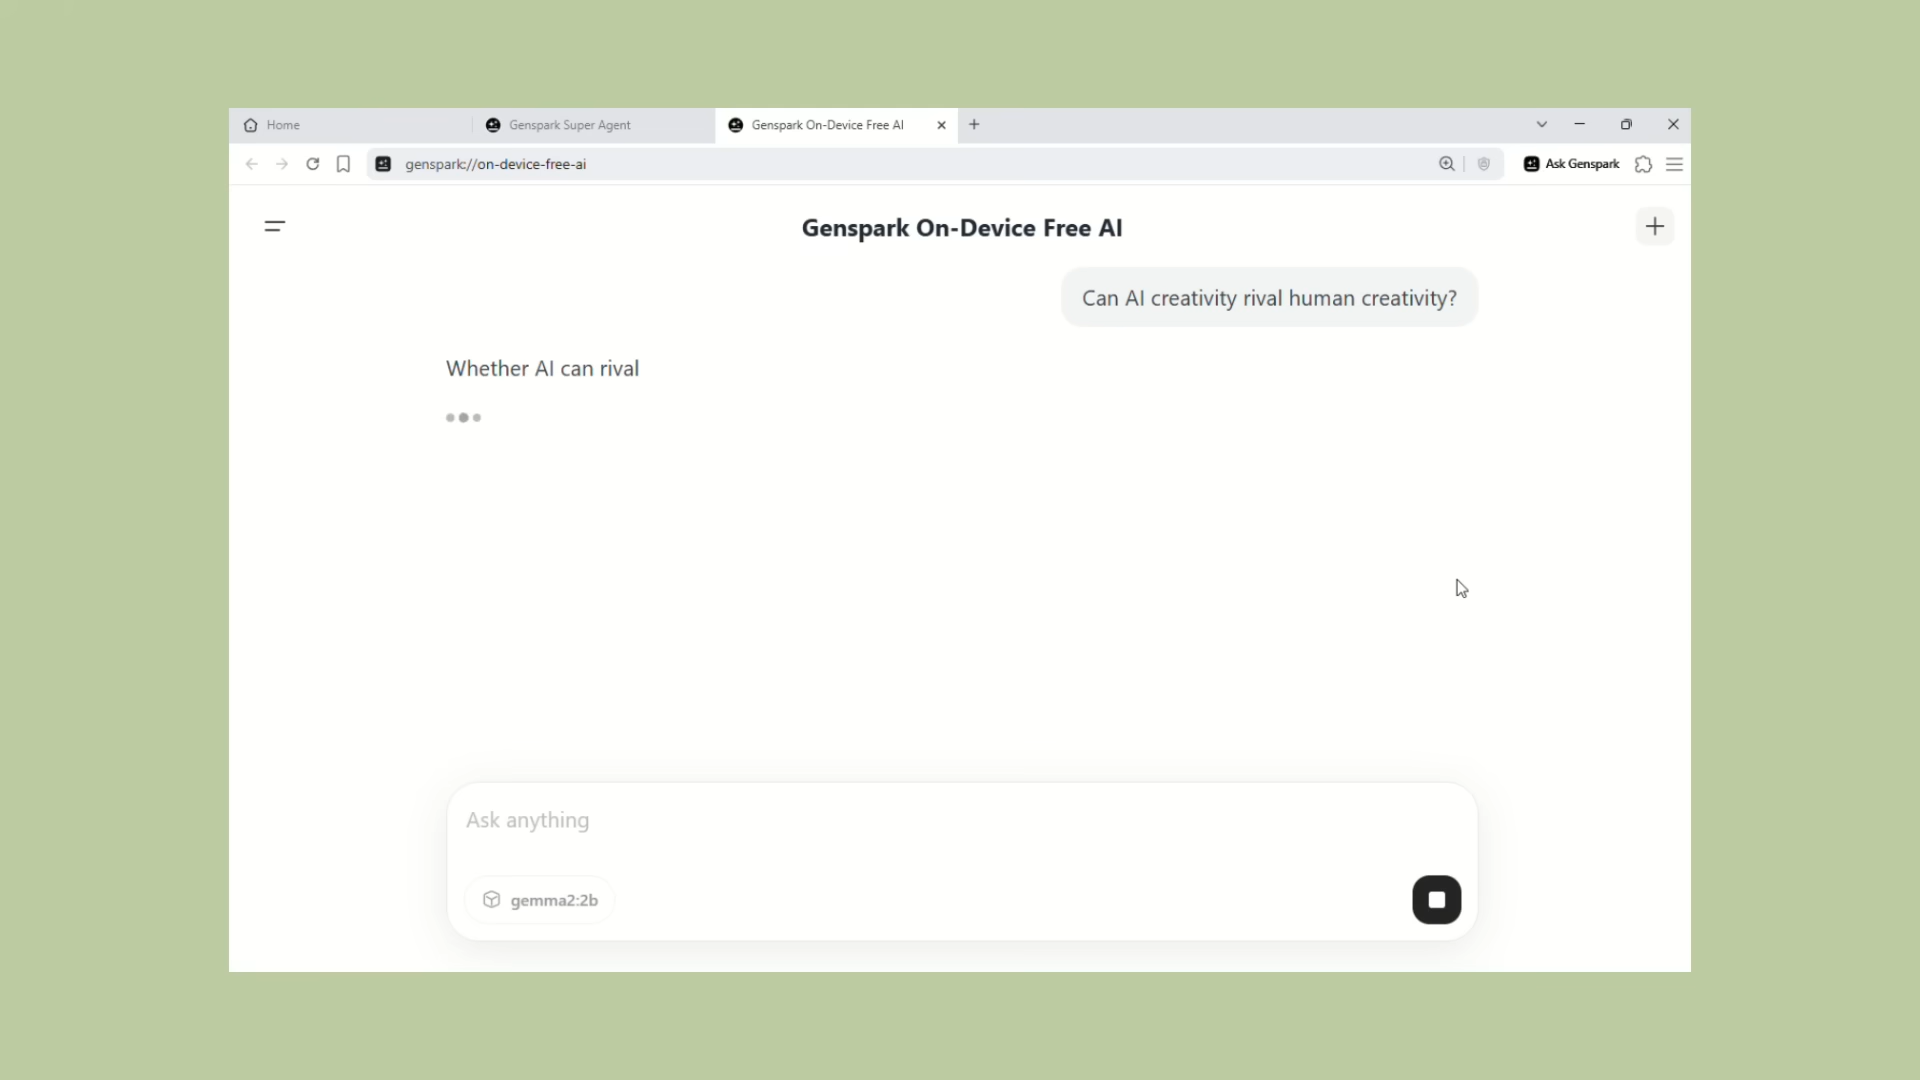 Home
Genspark Super Agent
Genspark On-Device Free AI
genspark://on-device-free-ai
Ask Genspark
Genspark On-Device Free AI
Can AI creativity rival human creativity?
Whether AI can rival
Ask anything
gemma2:2b